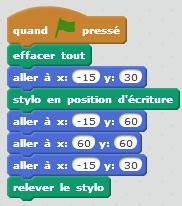 quand pressé
effacer tout
aller à x: -15 y: 30
stylo en position d'écriture
aller à x: -15 y: 60
aller à x: 60 y: 60
aller à x: -15 y: 30
relever le stylo